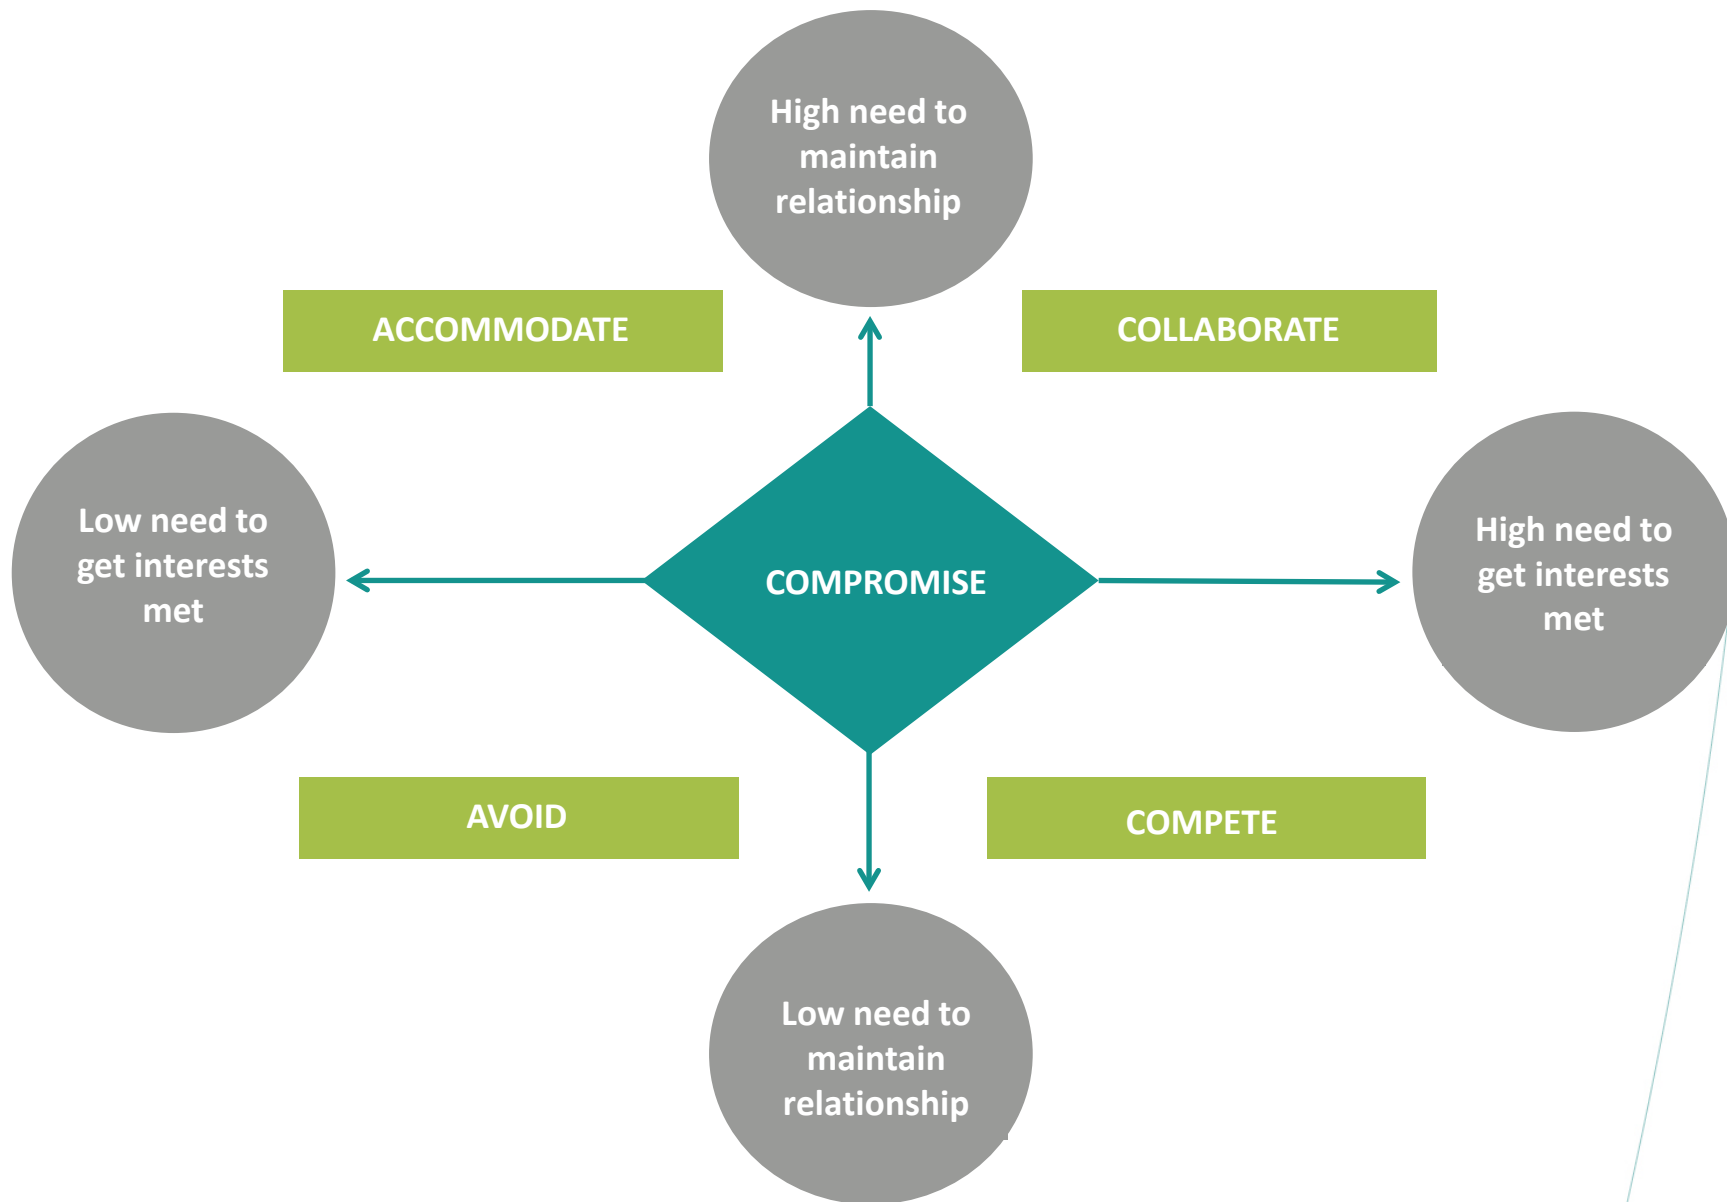 High need to
maintain
relationship
ACCOMMODATE
COLLABORATE
Low need to
get interests
met
COMPROMISE
High need to
get interests
met
AVOID
COMPETE
Low need to
maintain
relationship